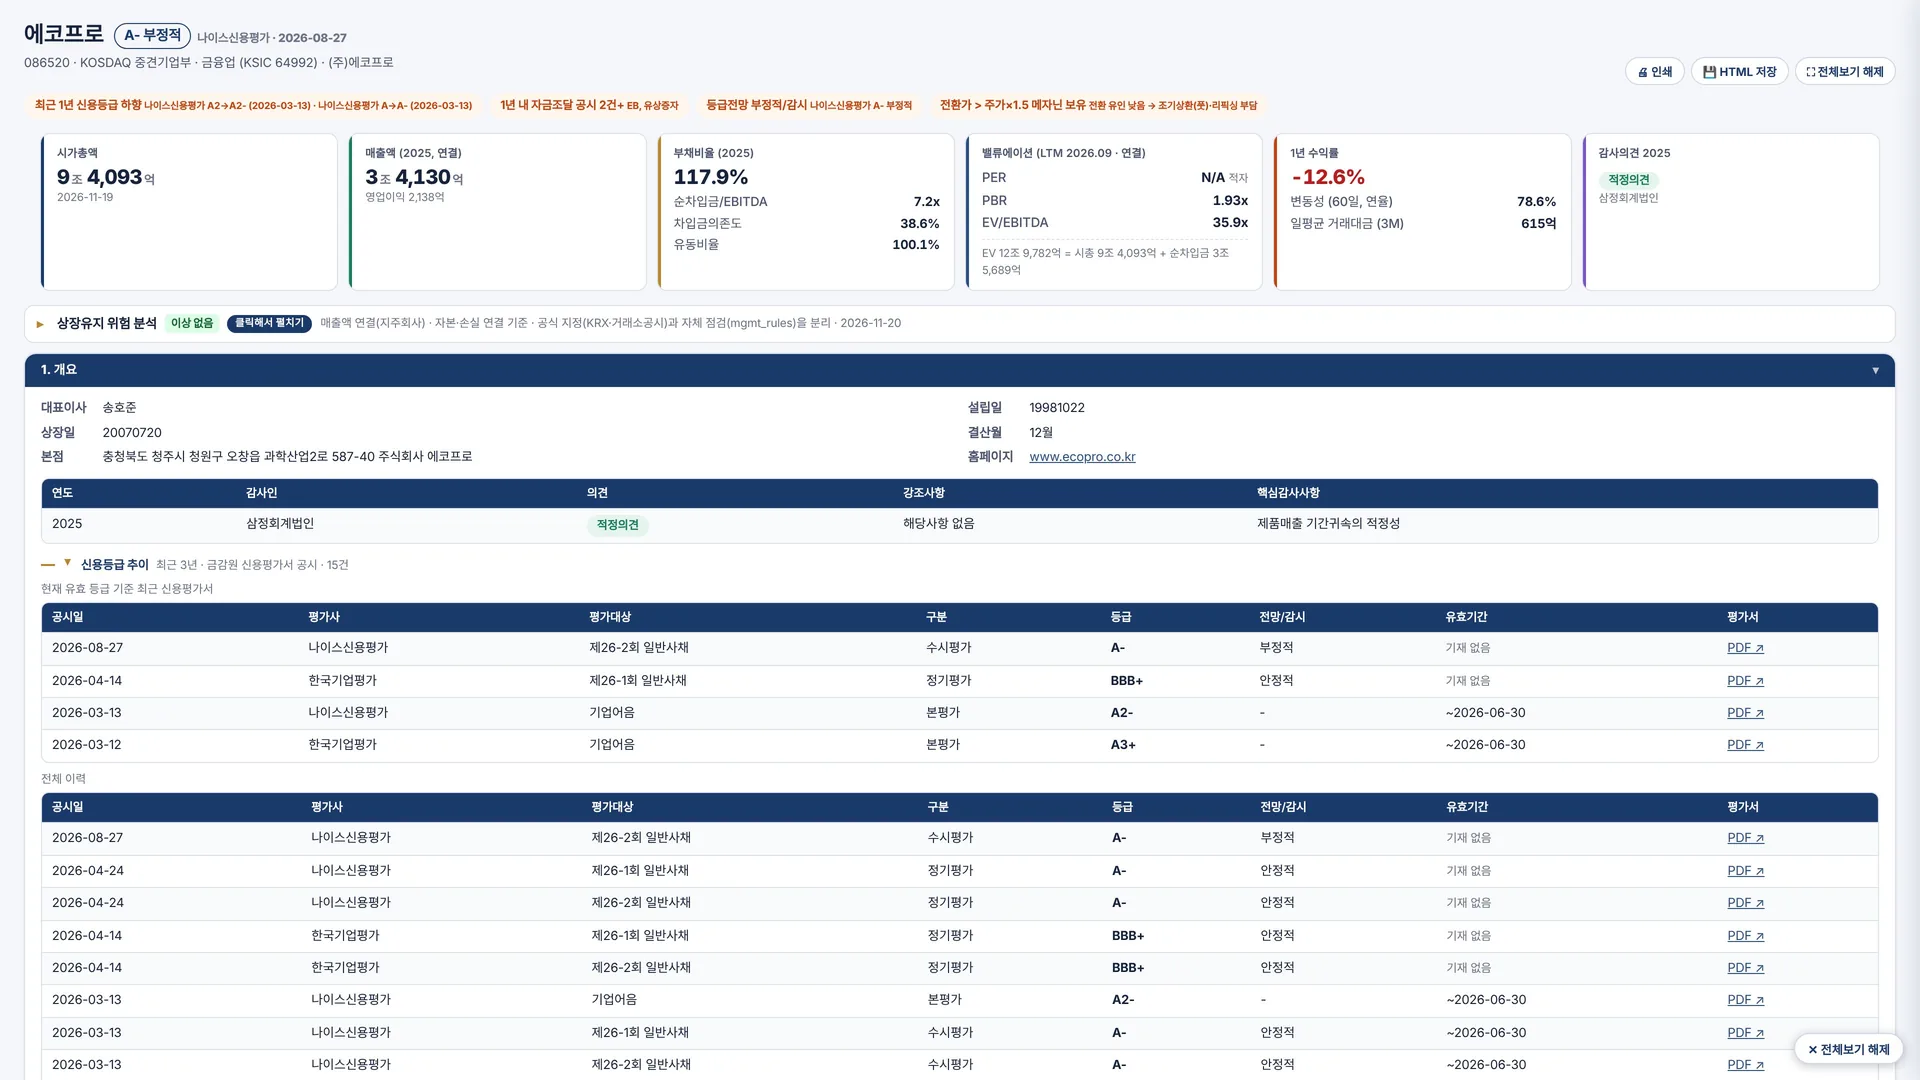 에코프로 A- 부정적 나이스신용평가 · 2026-08-27
086520 · KOSDAQ 중견기업부 · 금융업 (KSIC 64992) · (주)에코프로
인쇄 HTML 저장 전체보기 해제
최근 1년 신용등급 하향 나이스신용평가 A2→A2- (2026-03-13) · 나이스신용평가 A→A- (2026-03-13) 1년 내 자금조달 공시 2건+ EB, 유상증자 등급전망 부정적/감시 나이스신용평가 A- 부정적 전환가 > 주가×1.5 메자닌 보유 전환 유인 낮음 → 조기상환(풋)·리픽싱 부담
시가총액
9조 4,093억
2026-11-19
매출액 (2025, 연결)
3조 4,130억
영업이익 2,138억
부채비율 (2025)
117.9%
순차입금/EBITDA 7.2x
차입금의존도 38.6%
유동비율 100.1%
밸류에이션 (LTM 2026.09 · 연결)
PER N/A 적자
PBR 1.93x
EV/EBITDA 35.9x
EV 12조 9,782억 = 시총 9조 4,093억 + 순차입금 3조
5,689억
1년 수익률
-12.6%
변동성 (60일, 연율) 78.6%
일평균 거래대금 (3M) 615억
감사의견 2025
적정의견
삼정회계법인
▶ 상장유지 위험 분석 이상 없음 클릭해서 펼치기 매출액 연결(지주회사) · 자본·손실 연결 기준 · 공식 지정(KRX·거래소공시)과 자체 점검(mgmt_rules)을 분리 · 2026-11-20
1. 개요 ▼
대표이사 송호준 설립일 19981022
상장일 20070720 결산월 12월
본점 충청북도 청주시 청원구 오창읍 과학산업2로 587-40 주식회사 에코프로 홈페이지 www.ecopro.co.kr
연도 감사인 의견 강조사항 핵심감사사항
2025 삼정회계법인 적정의견 해당사항 없음 제품매출 기간귀속의 적정성
▼ 신용등급 추이 최근 3년 · 금감원 신용평가서 공시 · 15건
현재 유효 등급 기준 최근 신용평가서
공시일 평가사 평가대상 구분 등급 전망/감시 유효기간 평가서
2026-08-27 나이스신용평가 제26-2회 일반사채 수시평가 A- 부정적 기재 없음 PDF ↗
2026-04-14 한국기업평가 제26-1회 일반사채 정기평가 BBB+ 안정적 기재 없음 PDF ↗
2026-03-13 나이스신용평가 기업어음 본평가 A2- - ~2026-06-30 PDF ↗
2026-03-12 한국기업평가 기업어음 본평가 A3+ - ~2026-06-30 PDF ↗
전체 이력
공시일 평가사 평가대상 구분 등급 전망/감시 유효기간 평가서
2026-08-27 나이스신용평가 제26-2회 일반사채 수시평가 A- 부정적 기재 없음 PDF ↗
2026-04-24 나이스신용평가 제26-1회 일반사채 정기평가 A- 안정적 기재 없음 PDF ↗
2026-04-24 나이스신용평가 제26-2회 일반사채 정기평가 A- 안정적 기재 없음 PDF ↗
2026-04-14 한국기업평가 제26-1회 일반사채 정기평가 BBB+ 안정적 기재 없음 PDF ↗
2026-04-14 한국기업평가 제26-2회 일반사채 정기평가 BBB+ 안정적 기재 없음 PDF ↗
2026-03-13 나이스신용평가 기업어음 본평가 A2- - ~2026-06-30 PDF ↗
2026-03-13 나이스신용평가 제26-1회 일반사채 수시평가 A- 안정적 ~2026-06-30 PDF ↗
2026-03-13 나이스신용평가 제26-2회 일반사채 수시평가 A- 안정적 ~2026-06-30 PDF ↗
✕ 전체보기 해제